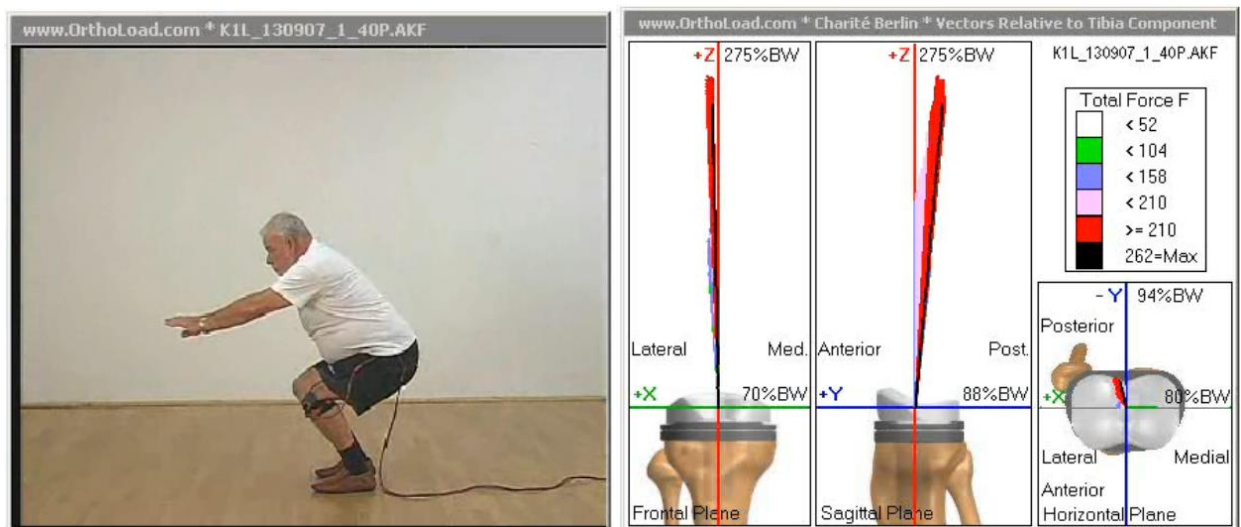 www.OrthoLoad.com * K1L_130907_1_40P.AKF
www.OrthoLoad.com * Charité Berlin * Vectors Relative to Tibia Component
+Z 275%BW
Lateral Med.
+X 70%BW
Frontal Plane
+Z 275%BW
Anterior Post.
+Y 88%BW
Sagittal Plane
K1L_130907_1_40P.AKF
Total Force F
< 52
< 104
< 158
< 210
>= 210
262=Max
- Y 94%BW
Posterior
+X 80%BW
Lateral Medial
Anterior
Horizontal Plane